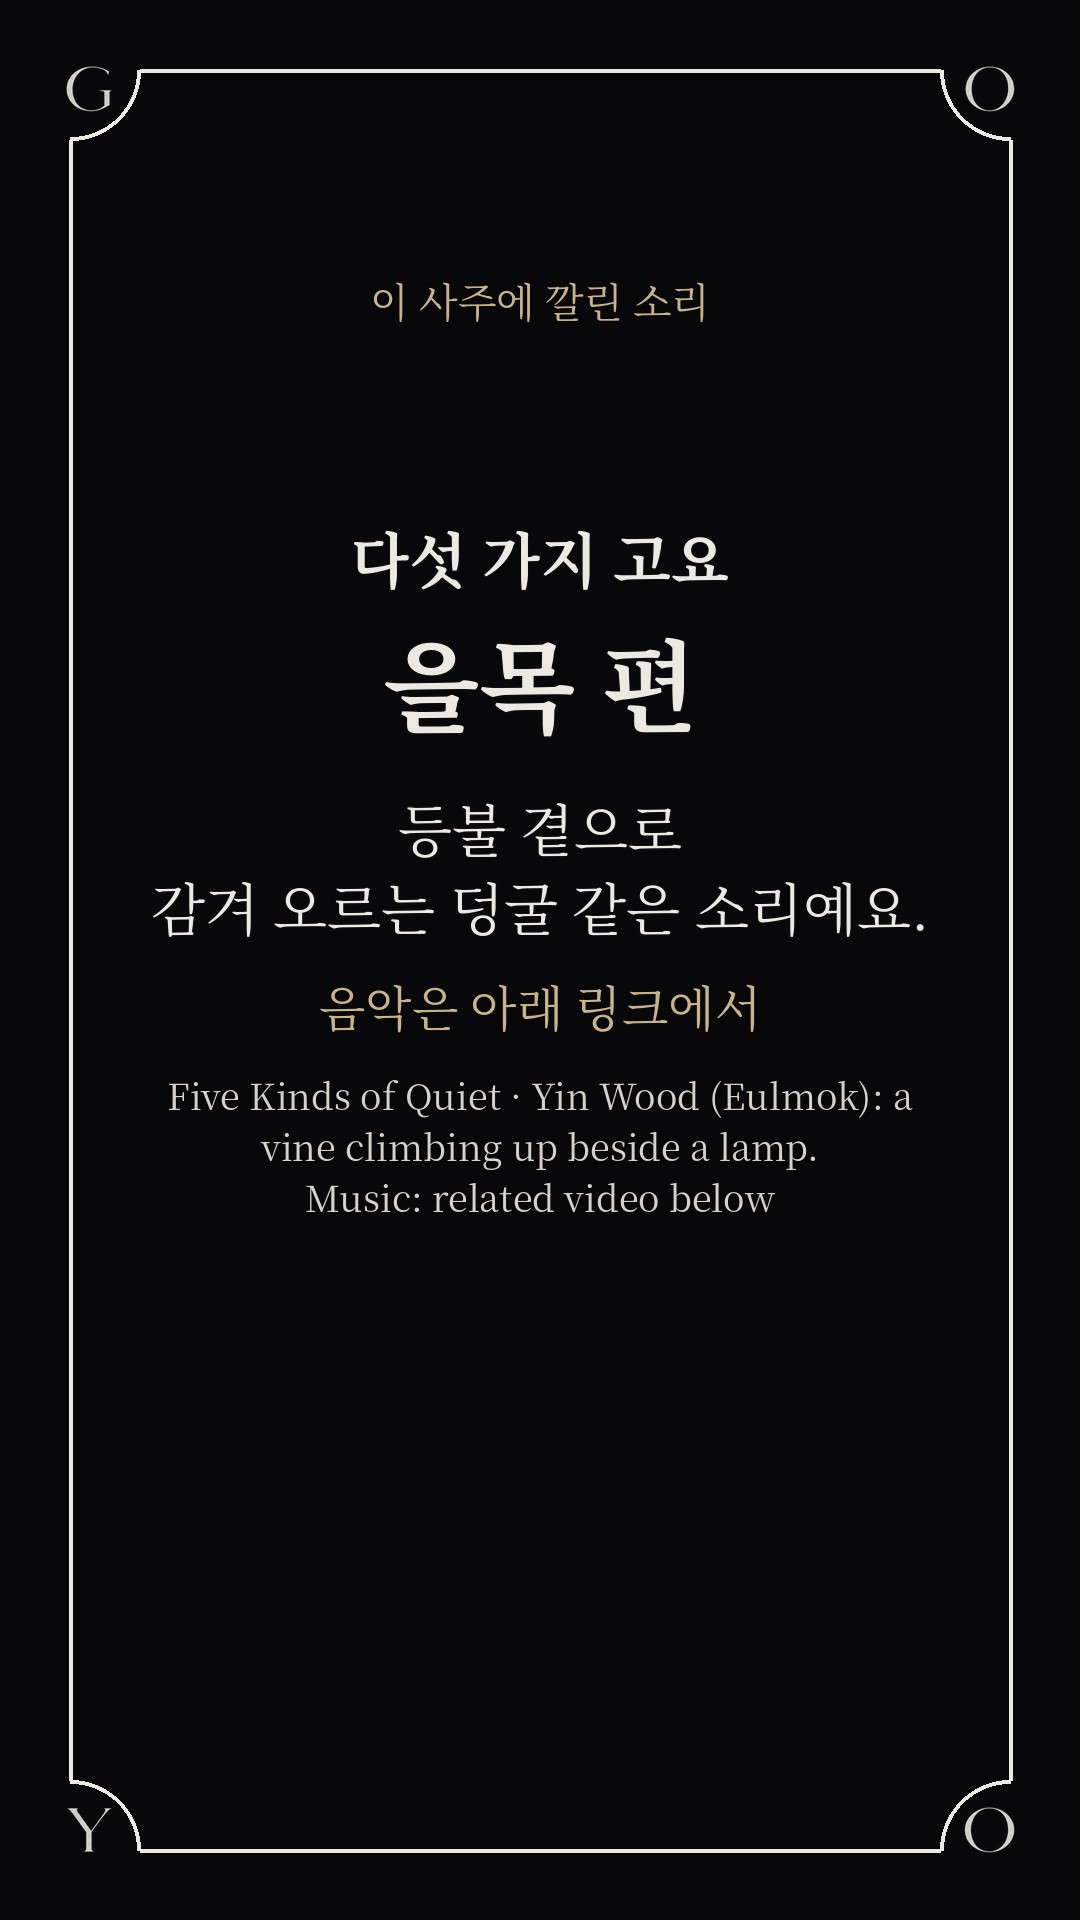 G O
이 사주에 깔린 소리
다섯 가지 고요
을목 편
등불 곁으로
감겨 오르는 덩굴 같은 소리예요.
음악은 아래 링크에서
Five Kinds of Quiet · Yin Wood (Eulmok): a
vine climbing up beside a lamp.
Music: related video below
Y O